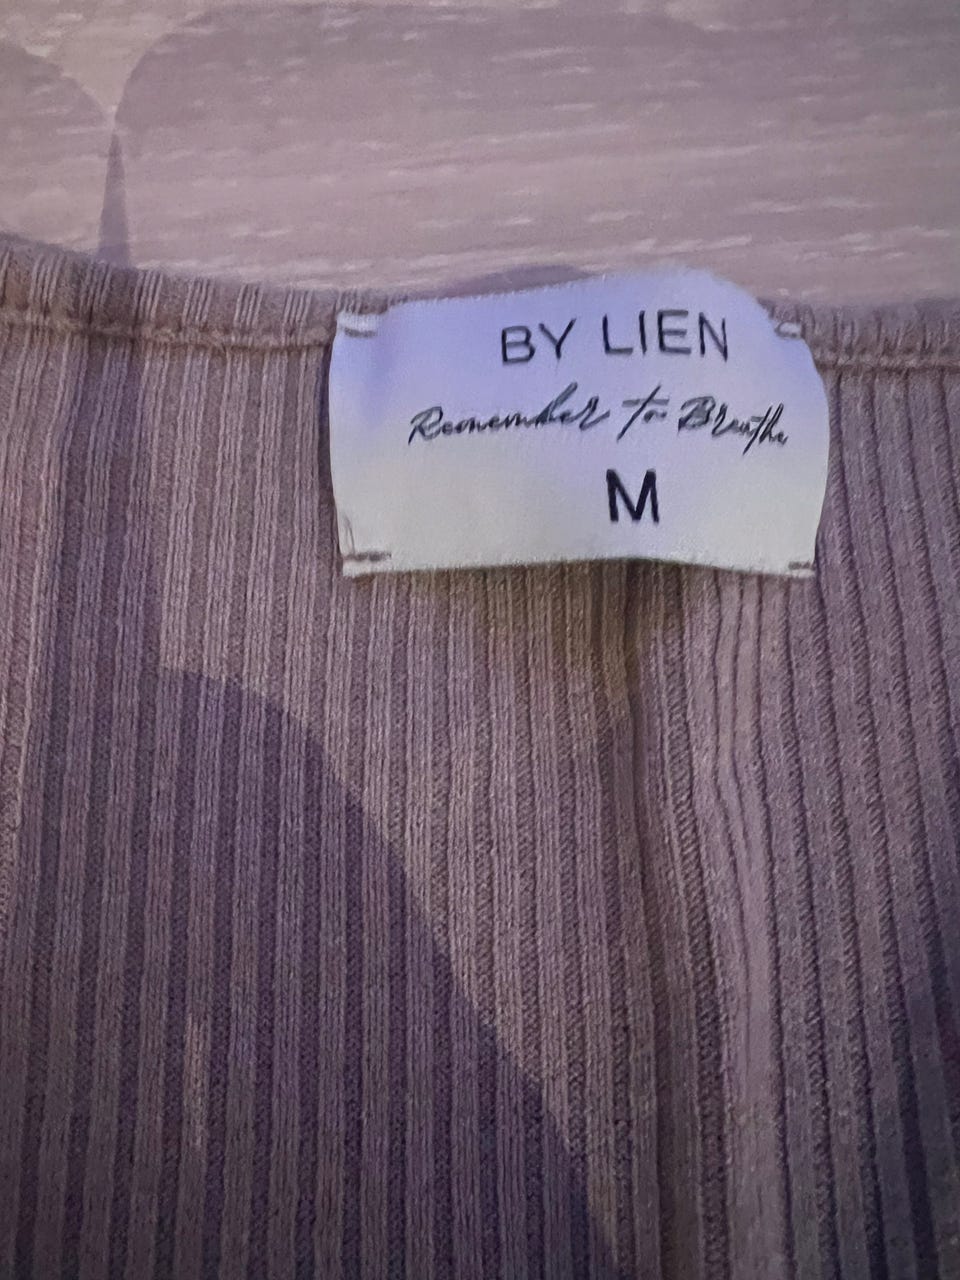 BY LIEN
Remember to Breathe
M